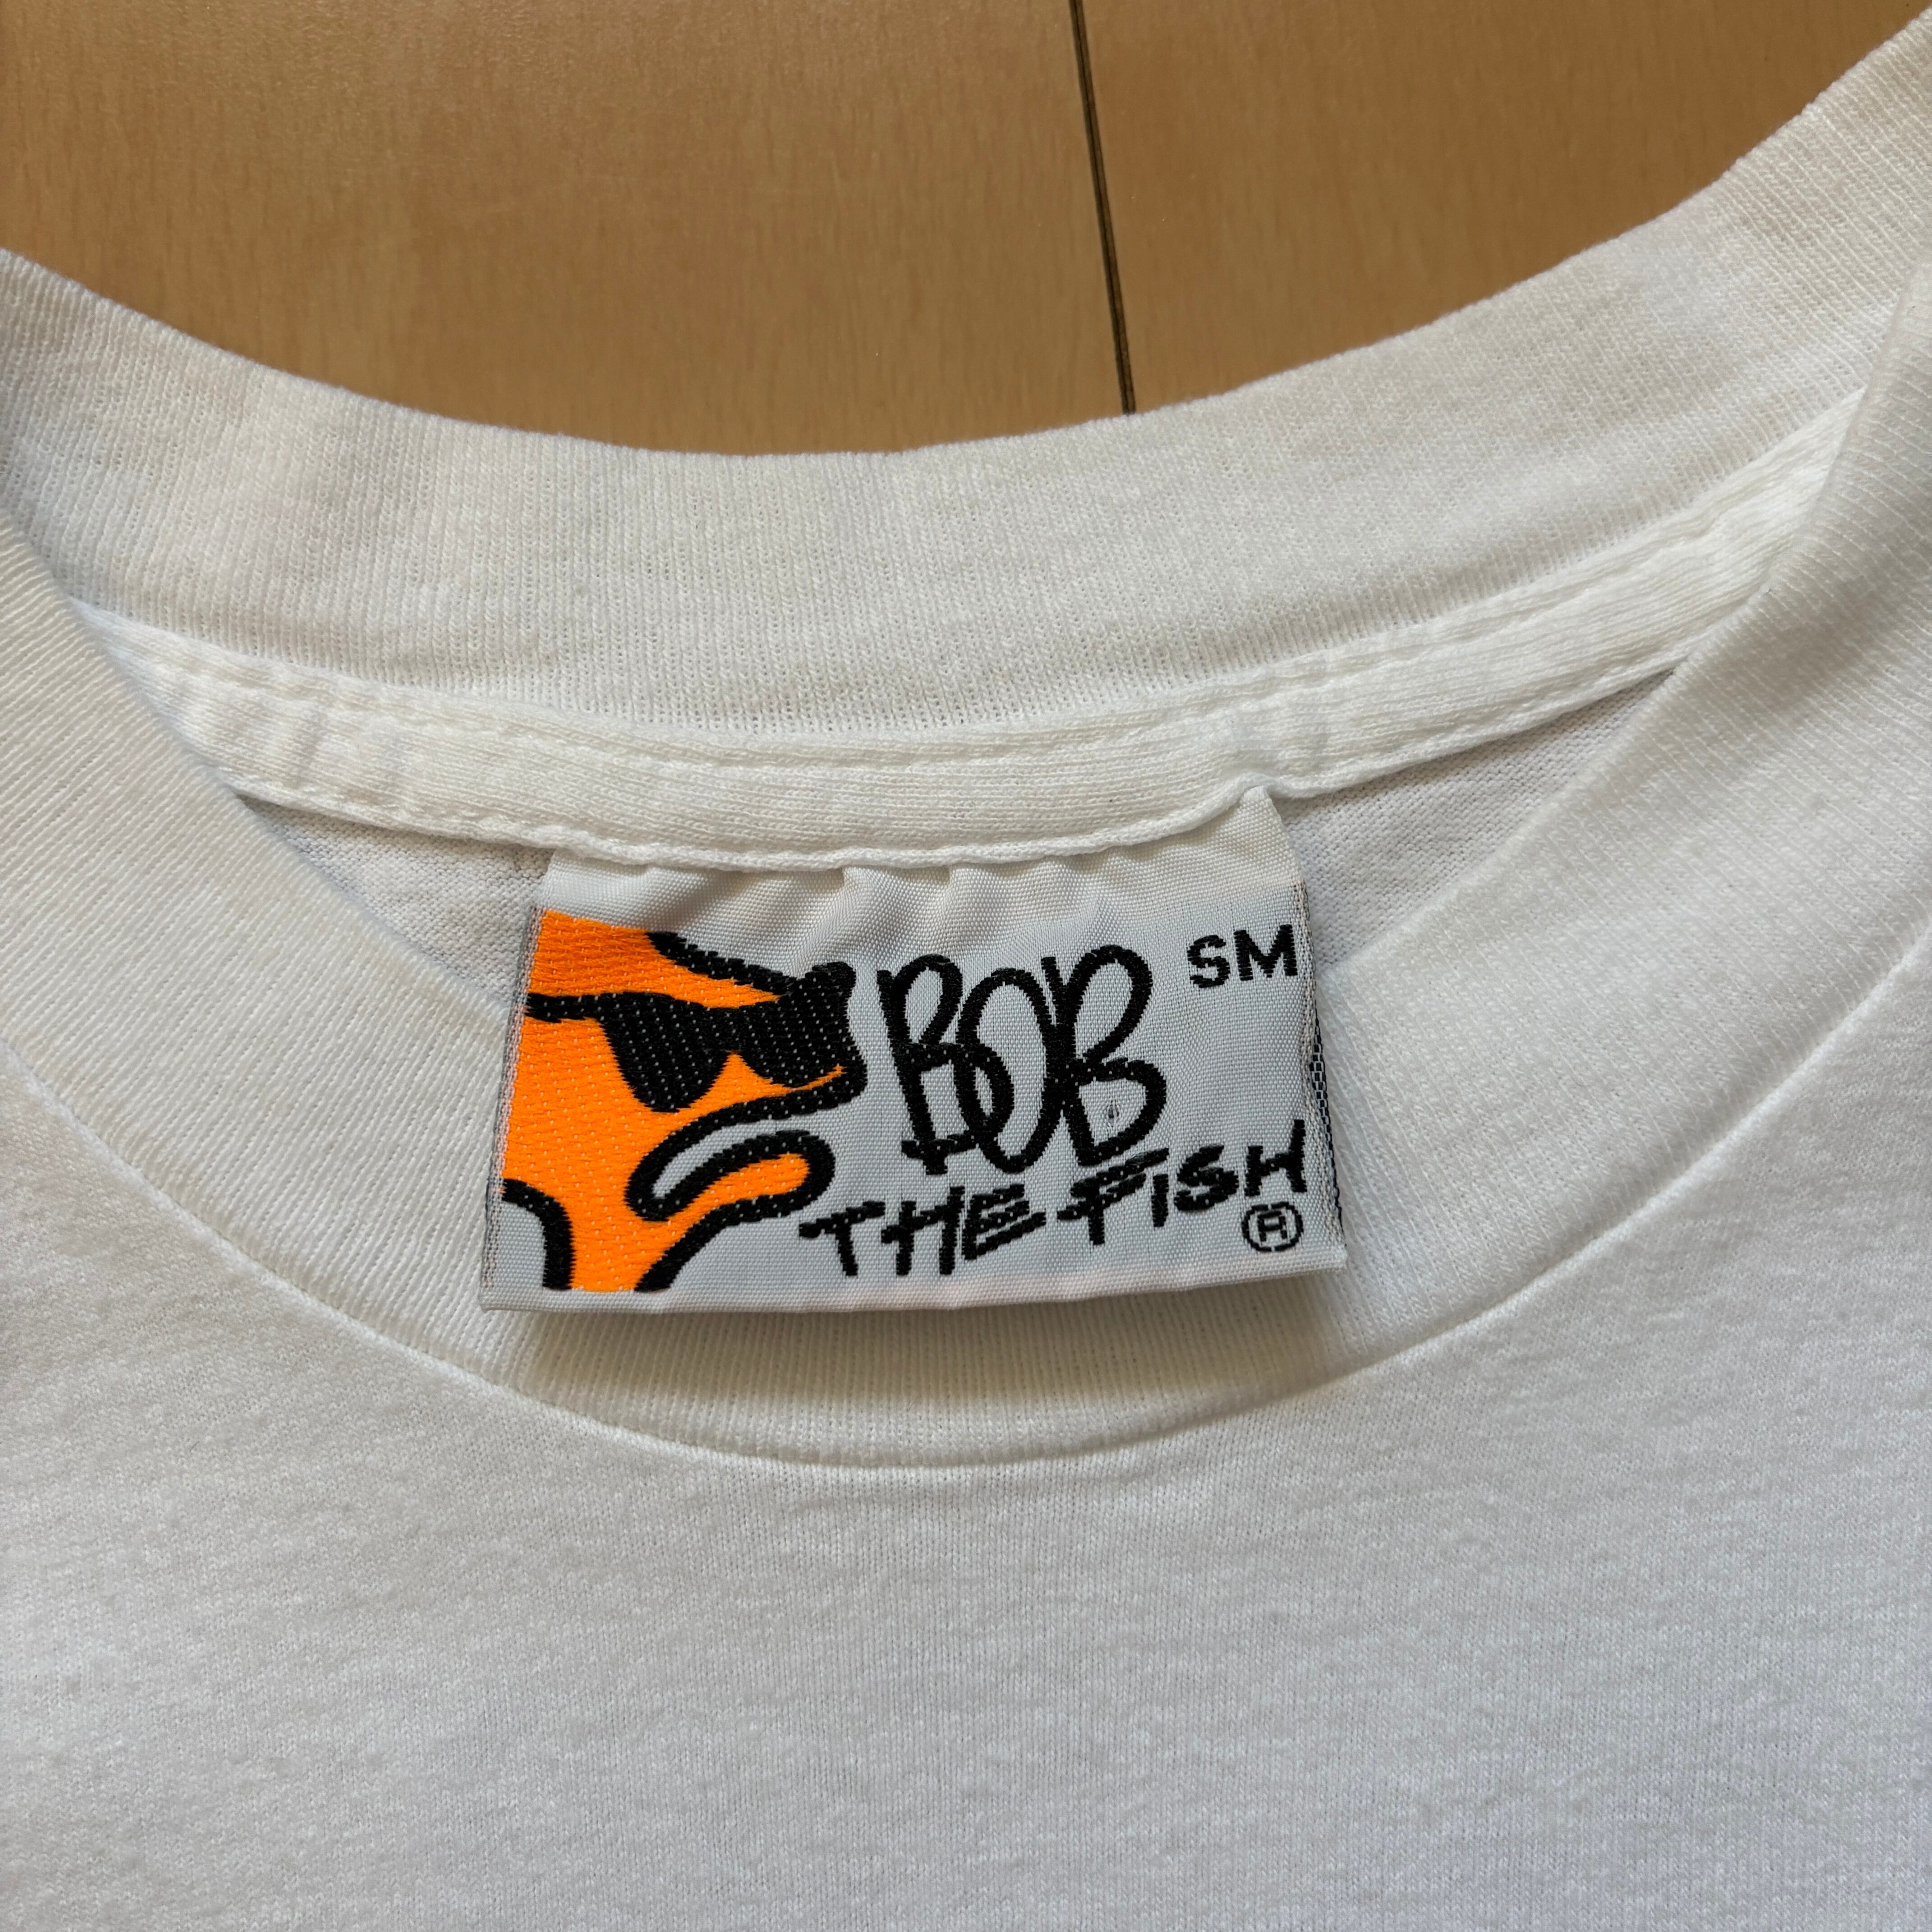 BOB SM
THE FISH
®